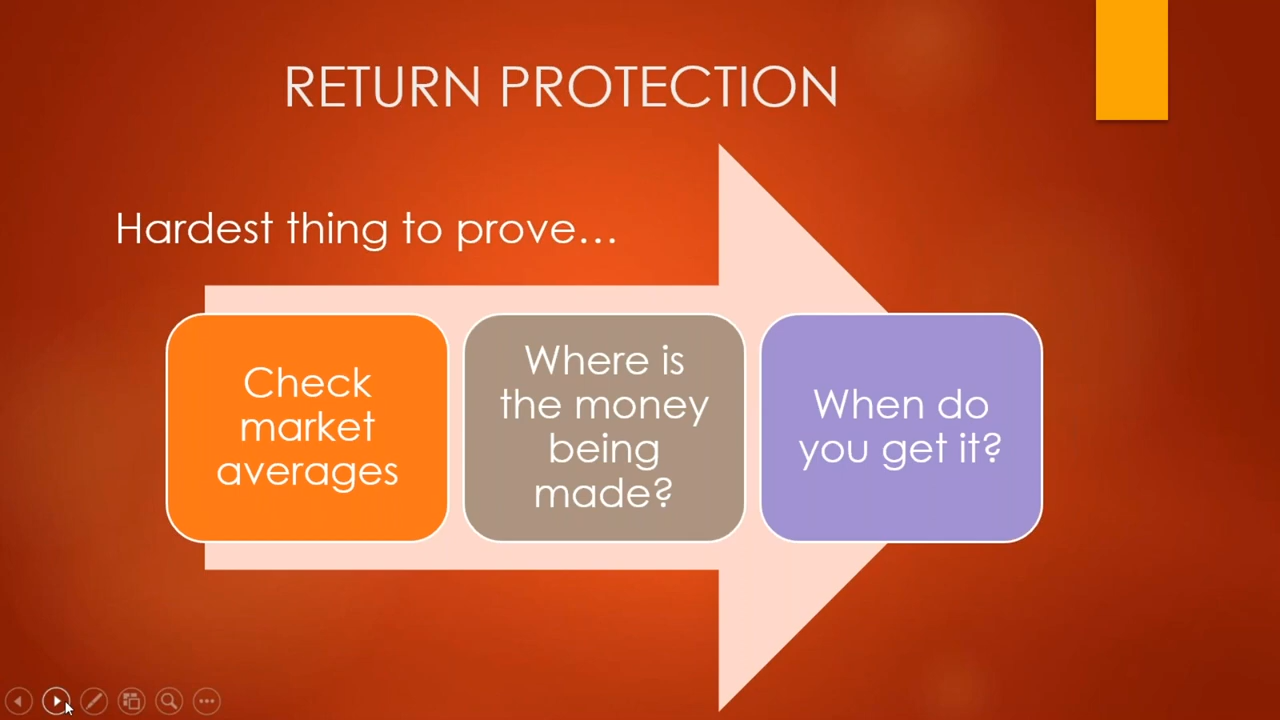 RETURN PROTECTION
Hardest thing to prove...
Check
market
averages
Where is
the money
being
made?
When do
you get it?